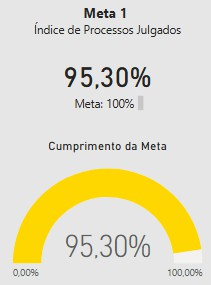 Meta 1
Índice de Processos Julgados
95,30%
Meta: 100%
Cumprimento da Meta
95,30%
0,00% 100,00%